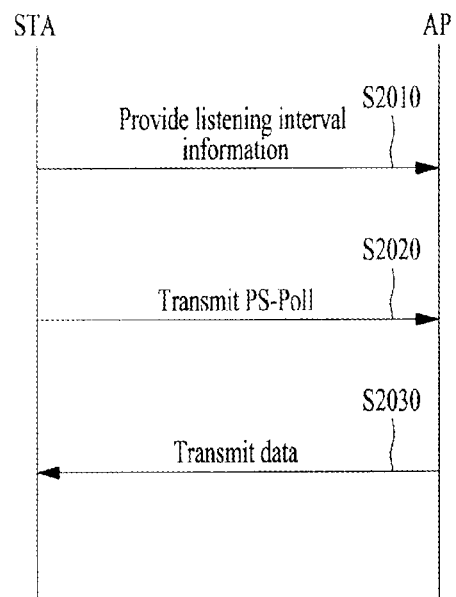 STA
AP
S2010
Provide listening interval
information
S2020
Transmit PS-Poll
S2030
Transmit data